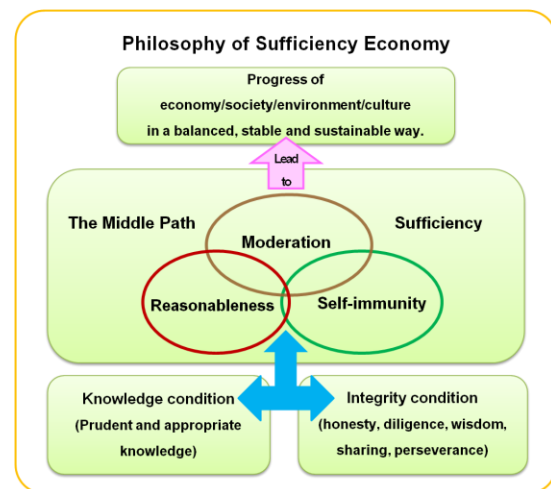 Philosophy of Sufficiency Economy
Progress of
economy/society/environment/culture
in a balanced, stable and sustainable way.
Lead
to
The Middle Path
Sufficiency
Moderation
Reasonableness
Self-immunity
Knowledge condition
(Prudent and appropriate
knowledge)
Integrity condition
(honesty, diligence, wisdom,
sharing, perseverance)